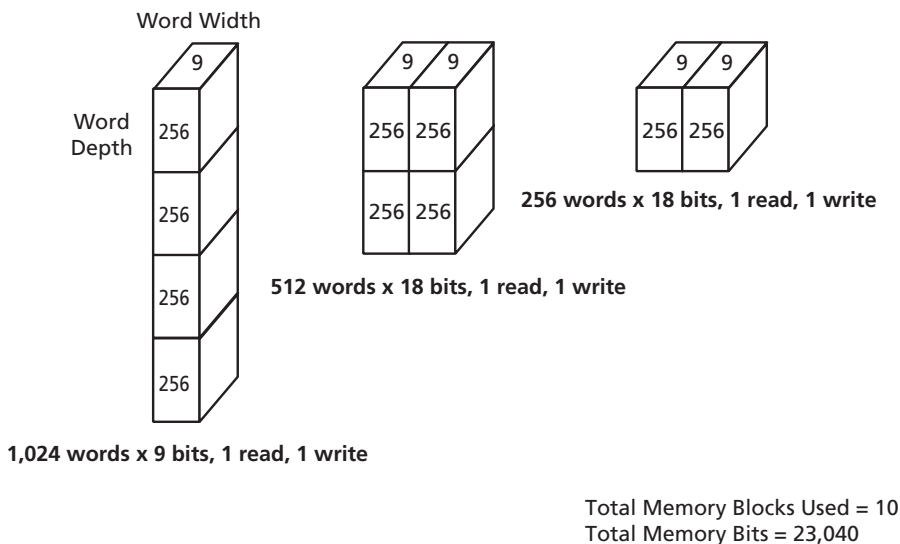 Word Width
9
9 9
9 9
Word
Depth
256
256 256
256 256
256
256 256
256
256
256 words x 18 bits, 1 read, 1 write
512 words x 18 bits, 1 read, 1 write
1,024 words x 9 bits, 1 read, 1 write
Total Memory Blocks Used = 10
Total Memory Bits = 23,040